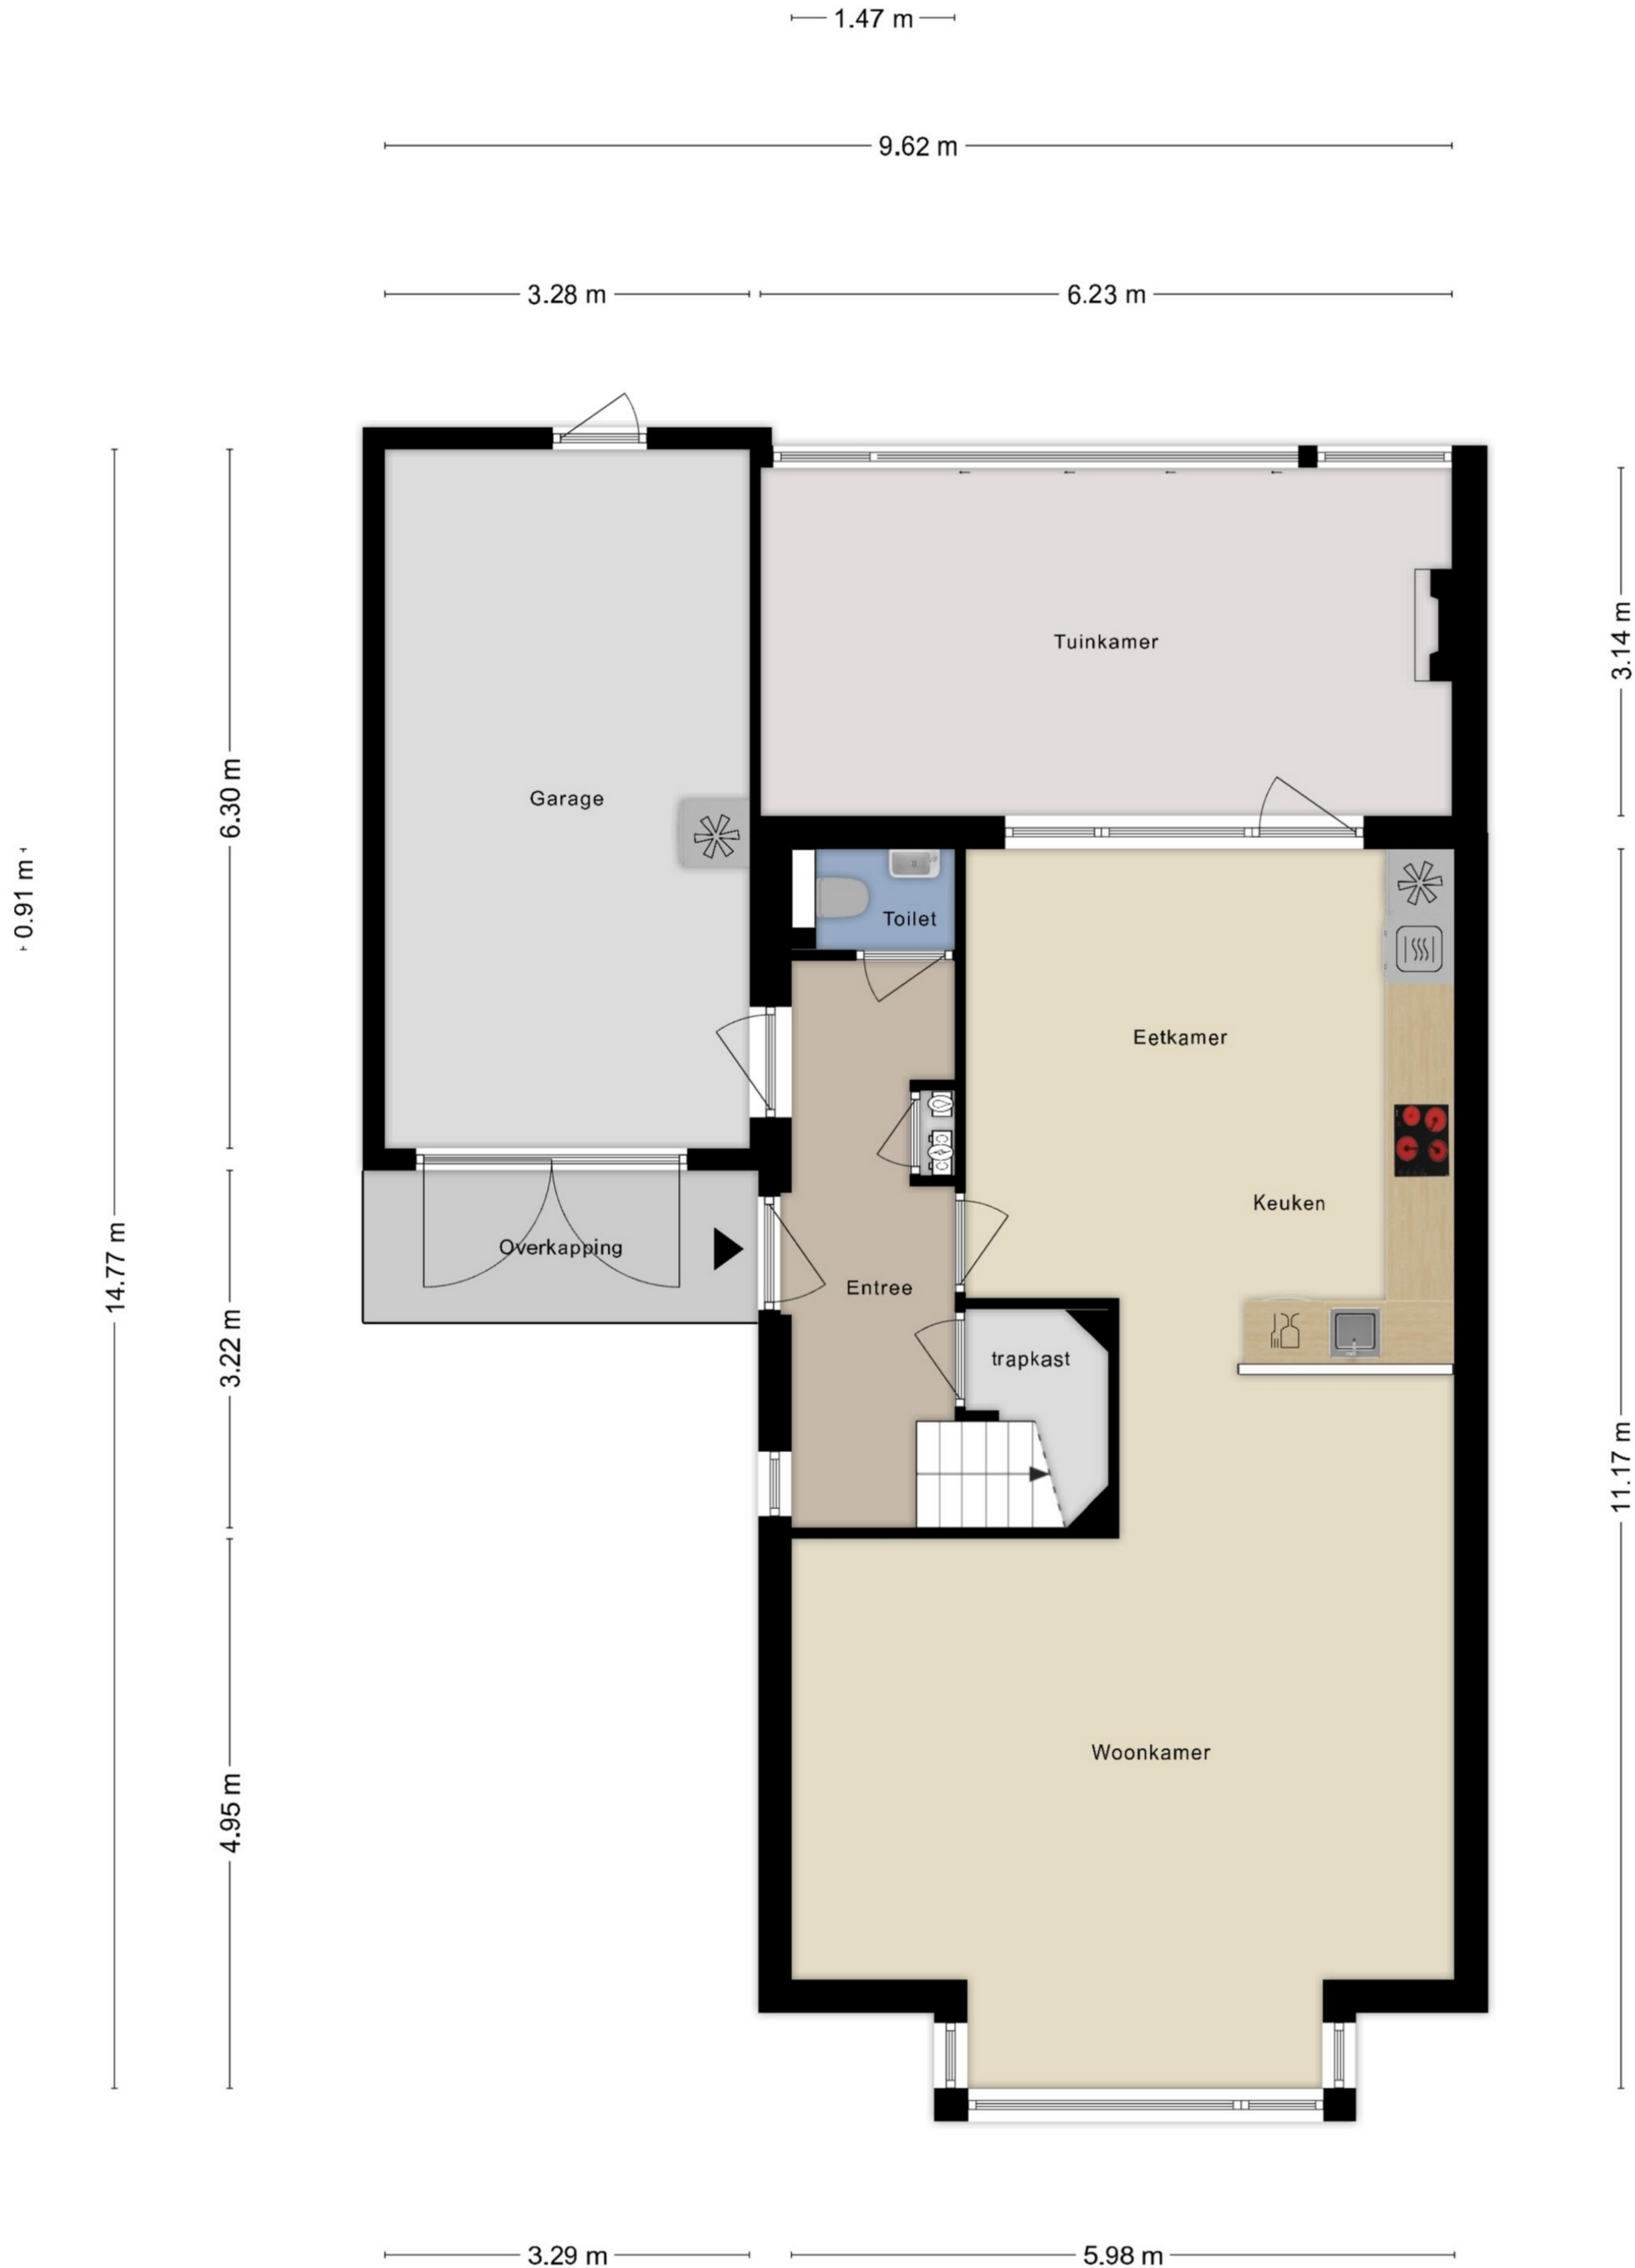 1.47 m
9.62 m
3.28 m
6.23 m
Tuinkamer
3.14 m
6.30 m
Garage
0.91 m
Toilet
Eetkamer
Keuken
14.77 m
Overkapping
Entree
3.22 m
trapkast
11.17 m
Woonkamer
4.95 m
3.29 m
5.98 m